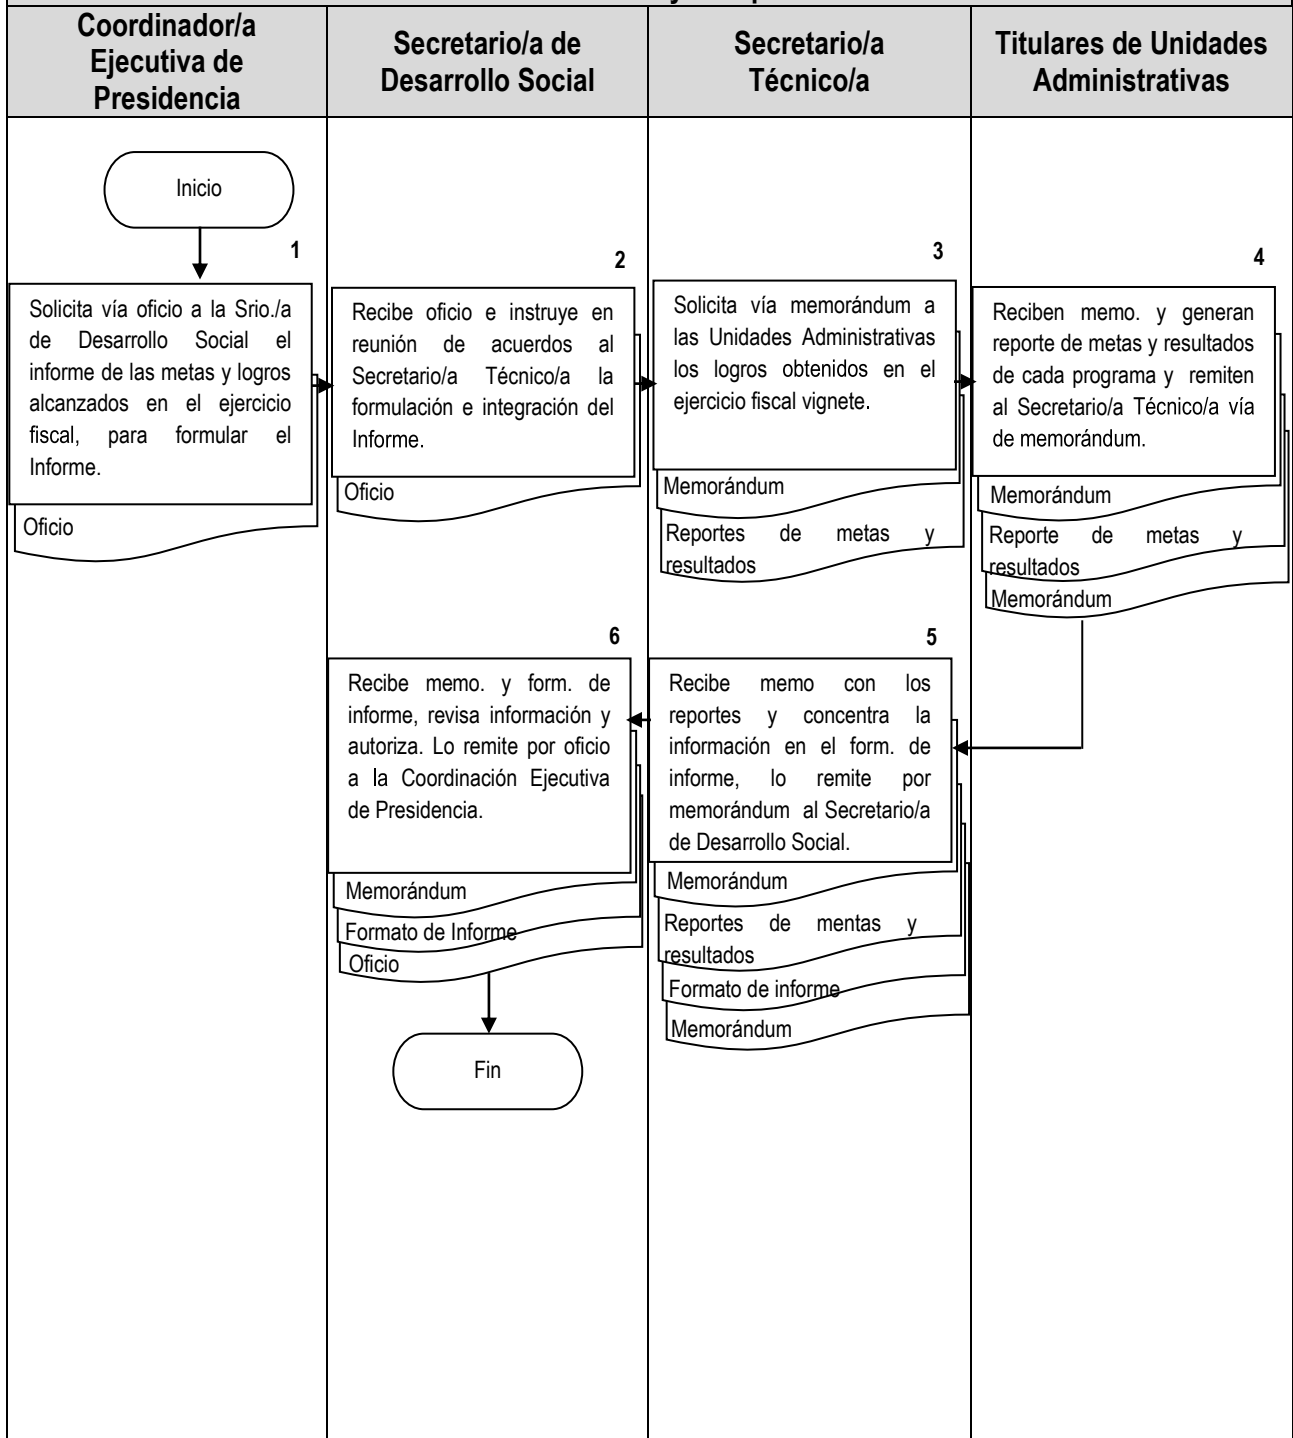 Coordinador/a
Ejecutiva de
Presidencia
Secretario/a de
Desarrollo Social
Secretario/a
Técnico/a
Titulares de Unidades
Administrativas
Inicio
1
Solicita vía oficio a la Srio./a
de Desarrollo Social el
informe de las metas y logros
alcanzados en el ejercicio
fiscal, para formular el
Informe.
Oficio
2
Recibe oficio e instruye en
reunión de acuerdos al
Secretario/a Técnico/a la
formulación e integración del
Informe.
Oficio
3
Solicita vía memorándum a
las Unidades Administrativas
los logros obtenidos en el
ejercicio fiscal vignete.
Memorándum
Reportes de metas y
resultados
4
Reciben memo. y generan
reporte de metas y resultados
de cada programa y remiten
al Secretario/a Técnico/a vía
de memorándum.
Memorándum
Reporte de metas y
resultados
Memorándum
5
Recibe memo con los
reportes y concentra la
información en el form. de
informe, lo remite por
memorándum al Secretario/a
de Desarrollo Social.
Memorándum
Reportes de mentas y
resultados
Formato de informe
Memorándum
6
Recibe memo. y form. de
informe, revisa información y
autoriza. Lo remite por oficio
a la Coordinación Ejecutiva
de Presidencia.
Memorándum
Formato de Informe
Oficio
Fin